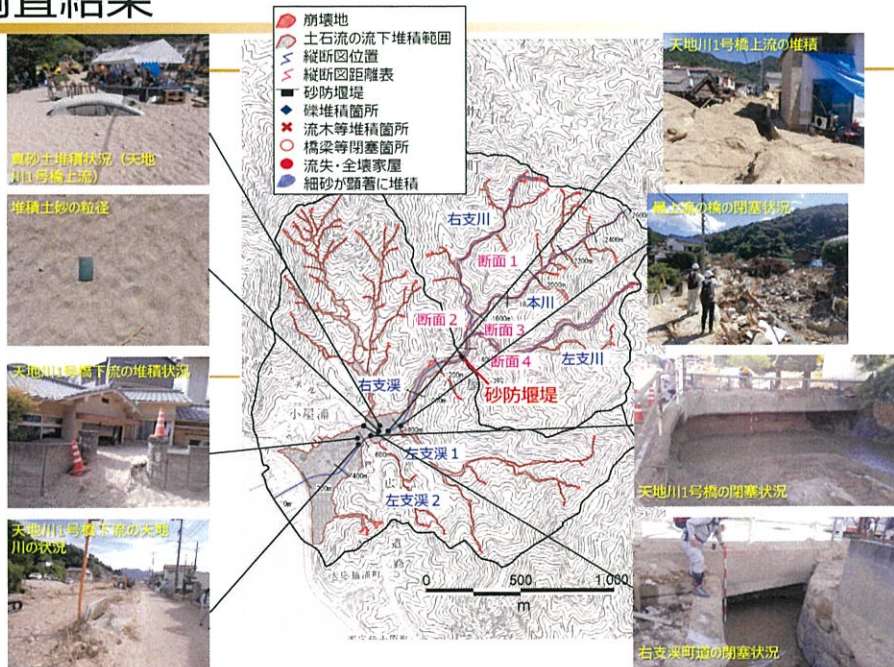 調査結果
崩壊地
土石流の流下堆積範囲
縦断図位置
縦断図距離表
砂防堰堤
礫堆積箇所
流木等堆積箇所
橋梁等閉塞箇所
流失・全壊家屋
細砂が顕著に堆積
真砂土堆積状況（天地
川1号橋上流）
堆積土砂の粒径
天地川1号橋下流の堆積状況
天地川1号橋下流の天地
川の状況
天地川1号橋上流の堆積
最上流の橋の閉塞状況
天地川1号橋の閉塞状況
右支渓町道の閉塞状況
右支川
断面1
本川
断面2
断面3
断面4
左支川
右支渓
砂防堰堤
小屋浦
左支渓1
左支渓2
道
路
0 500 1,000
m